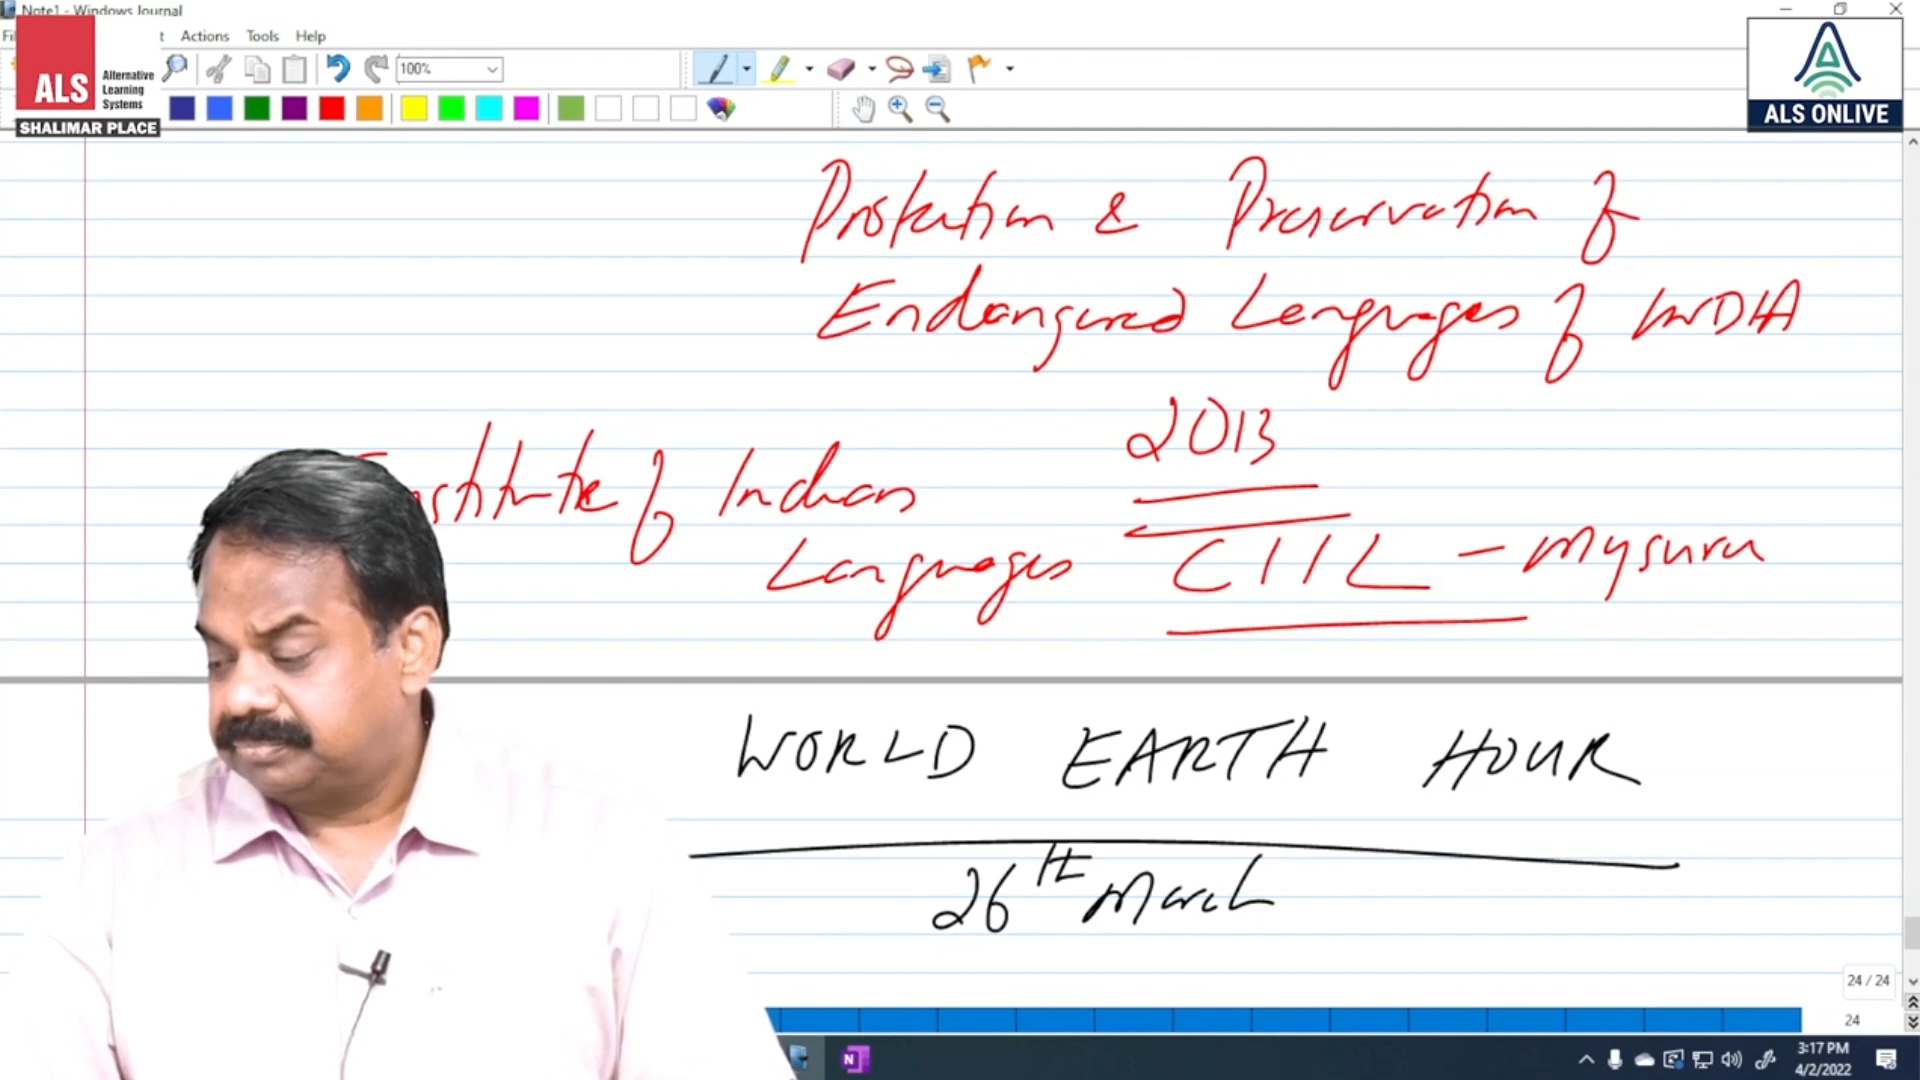 Note1 - Windows Journal
Actions Tools Help
100%
ALS
Alternative
Learning
Systems
SHALIMAR PLACE
ALS ONLIVE
Protection & Preservation of
Endangered Languages of INDIA
2013
Institute of Indian
Languages CIIL - Mysuru
WORLD EARTH HOUR
26th March
24 / 24
24
3:17 PM
4/2/2022